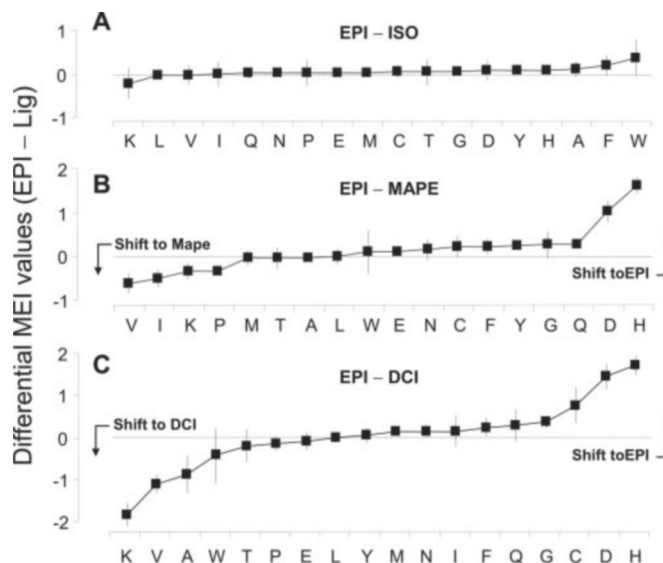 Differential MEI values (EPI – Lig)
A
EPI – ISO
1
0
-1
K L V I Q N P E M C T G D Y H A F W
B
EPI – MAPE
2
1
0
-1
Shift to Mape
Shift toEPI
V I K P M T A L W E N C F Y G Q D H
C
EPI – DCI
2
1
0
-1
-2
Shift to DCI
Shift toEPI
K V A W T P E L Y M N I F Q G C D H